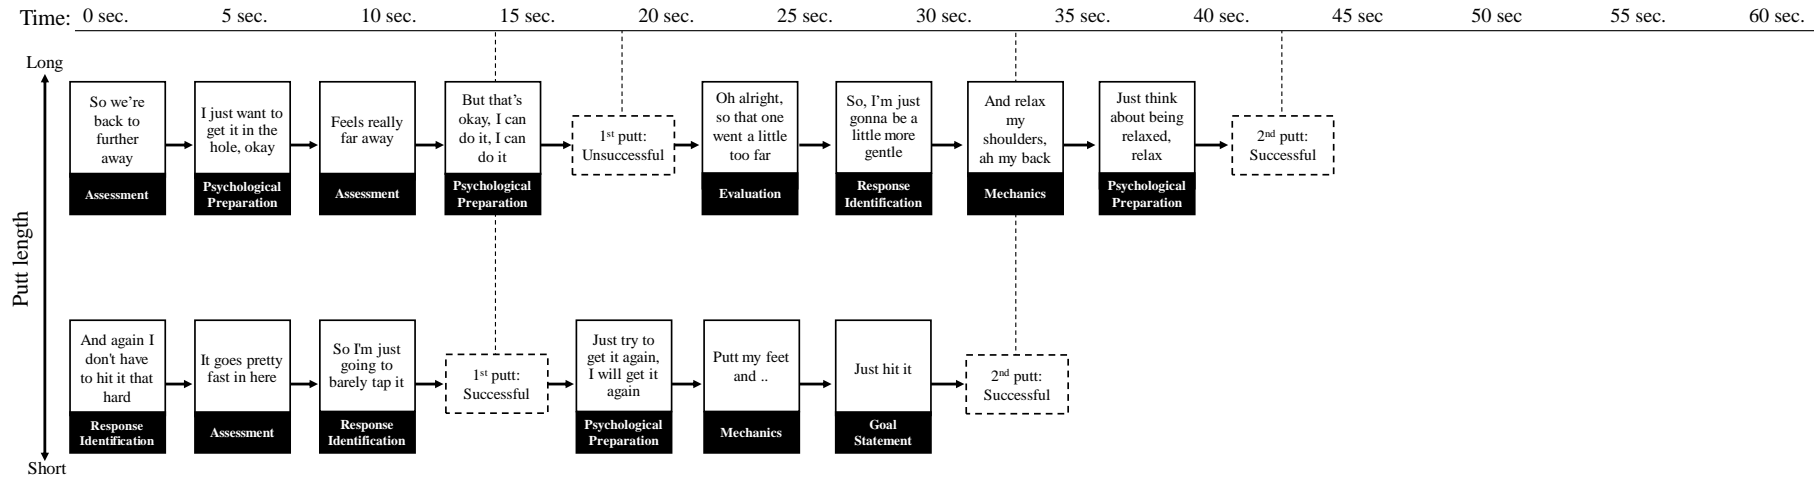 Time: 0 sec. 5 sec. 10 sec. 15 sec. 20 sec. 25 sec. 30 sec. 35 sec. 40 sec. 45 sec 50 sec 55 sec. 60 sec.
Putt length
Long
So we're
back to
further
away
Assessment
I just want to
get it in the
hole, okay
Psychological
Preparation
Feels really
far away
Assessment
But that's
okay, I can
do it, I can
do it
Psychological
Preparation
1st putt:
Unsuccessful
Oh alright,
so that one
went a little
too far
Evaluation
So, I'm just
gonna be a
little more
gentle
Response
Identification
And relax
my
shoulders,
ah my back
Mechanics
Just think
about being
relaxed,
relax
Psychological
Preparation
2nd putt:
Successful
And again I
don't have
to hit it that
hard
Response
Identification
It goes pretty
fast in here
Assessment
So I'm just
going to
barely tap it
Response
Identification
1st putt:
Successful
Just try to
get it again,
I will get it
again
Psychological
Preparation
Putt my feet
and ..
Mechanics
Just hit it
Goal
Statement
2nd putt:
Successful
Short